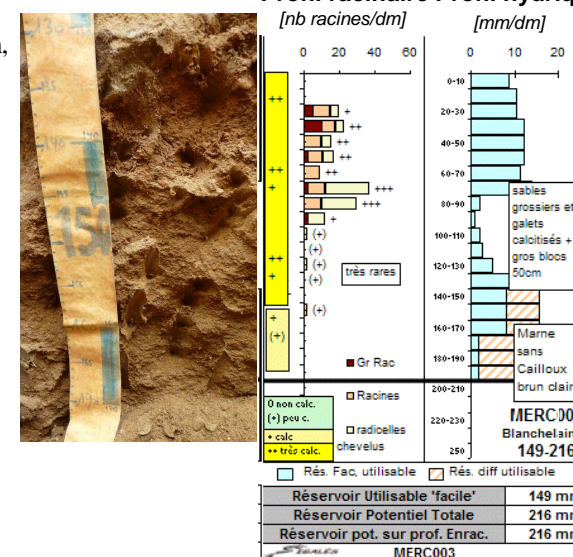 [nb racines/dm]
[mm/dm]
0 20 40 60
0 10 20
130
140
150
0-10
20-30
40-50
60-70
80-90
100-110
120-130
140-150
160-170
180-190
200-210
220-230
250
++
++
+
++
+
+
(+)
+
++
++
++
++
+++
+++
+
(+)
(+)
(+)
(+)
(+)
très rares
sables
grossiers et
galets
calcitisés +
gros blocs
50cm
Marne
sans
Cailloux
brun clair
Gr Rac
Racines
radicelles
chevelus
0 non calc.
(+) peu c.
+ calc
++ très calc.
MERC00
Blanchelain
149-216
Rés. Fac, utilisable
Rés. diff utilisable
Réservoir Utilisable 'facile' 149 mm
Réservoir Potentiel Totale 216 mm
Réservoir pot. sur prof. Enrac. 216 mm
SIGALES
MERC003